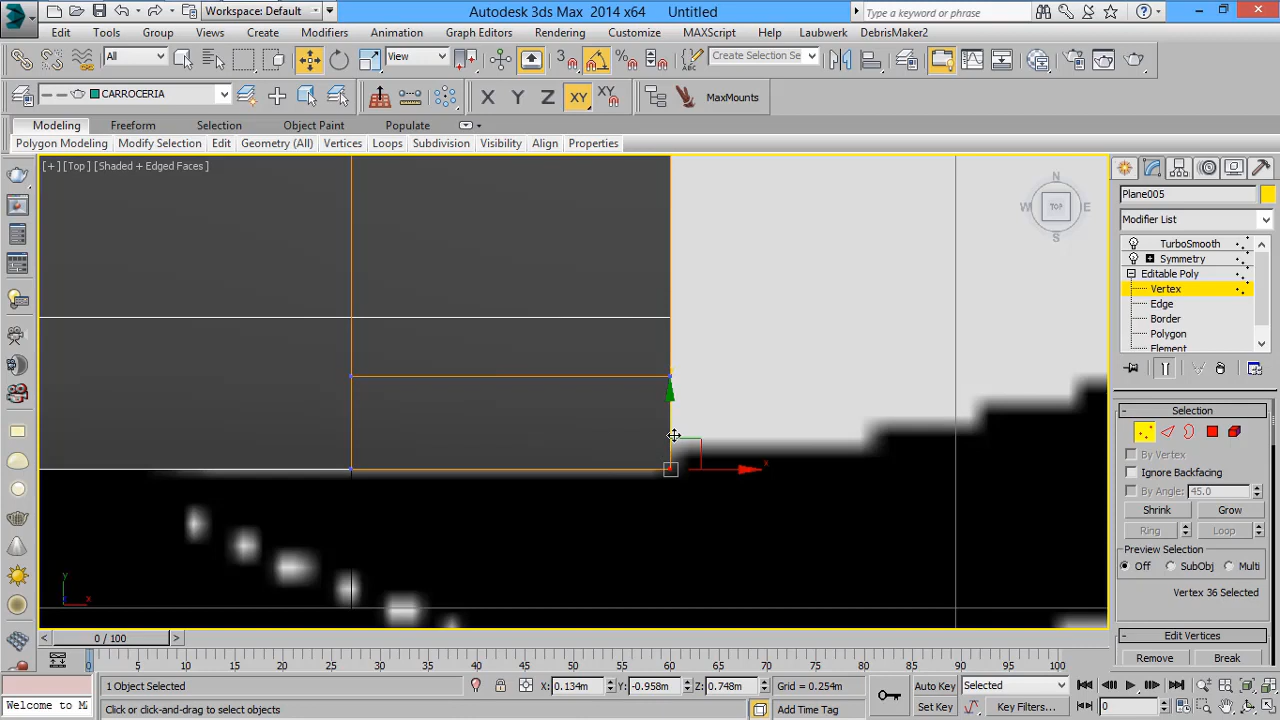 Workspace: Default
Autodesk 3ds Max 2014 x64 Untitled
Type a keyword or phrase
Edit Tools Group Views Create Modifiers Animation Graph Editors Rendering Customize MAXScript Help Laubwerk DebrisMaker2
All
View
3
Create Selection Se
CARROCERIA
X Y Z XY XY
MaxMounts
Modeling Freeform Selection Object Paint Populate
Polygon Modeling Modify Selection Edit Geometry (All) Vertices Loops Subdivision Visibility Align Properties
[+] [Top] [Shaded + Edged Faces]
N
W TOP E
S
x
y
x
Plane005
Modifier List
TurboSmooth
Symmetry
Editable Poly
Vertex
Edge
Border
Polygon
Element
Selection
By Vertex
Ignore Backfacing
By Angle: 45.0
Shrink Grow
Ring Loop
Preview Selection
Off SubObj Multi
Vertex 36 Selected
Edit Vertices
Remove Break
< 0 / 100 >
0 5 10 15 20 25 30 35 40 45 50 55 60 65 70 75 80 85 90 95 100
1 Object Selected
X: 0.134m Y: -0.958m Z: 0.748m Grid = 0.254m
Auto Key Selected
Welcome to M
Click or click-and-drag to select objects
Add Time Tag
Set Key Key Filters... 0